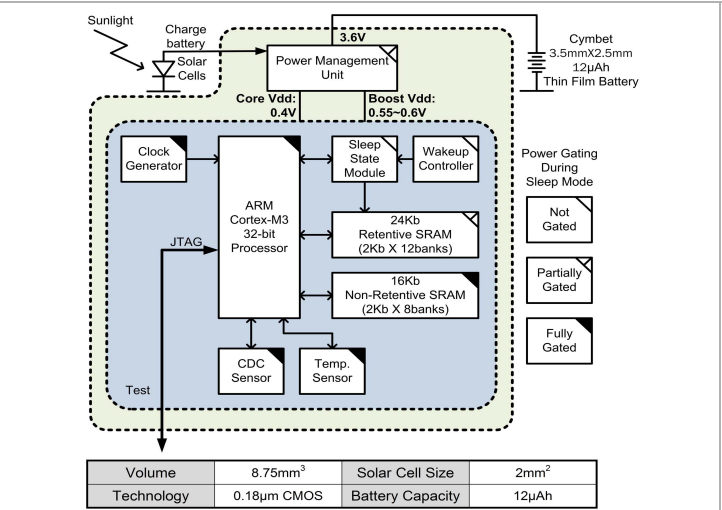 Sunlight
Charge
battery
Solar
Cells
3.6V
Power Management
Unit
Cymbet
3.5mmX2.5mm
12µAh
Thin Film Battery
Core Vdd:
0.4V
Boost Vdd:
0.55~0.6V
Clock
Generator
ARM
Cortex-M3
32-bit
Processor
Sleep
State
Module
Wakeup
Controller
24Kb
Retentive SRAM
(2Kb X 12banks)
16Kb
Non-Retentive SRAM
(2Kb X 8banks)
JTAG
CDC
Sensor
Temp.
Sensor
Test
Power Gating
During
Sleep Mode
Not
Gated
Partially
Gated
Fully
Gated
Volume 8.75mm³ Solar Cell Size 2mm²
Technology 0.18µm CMOS Battery Capacity 12µAh